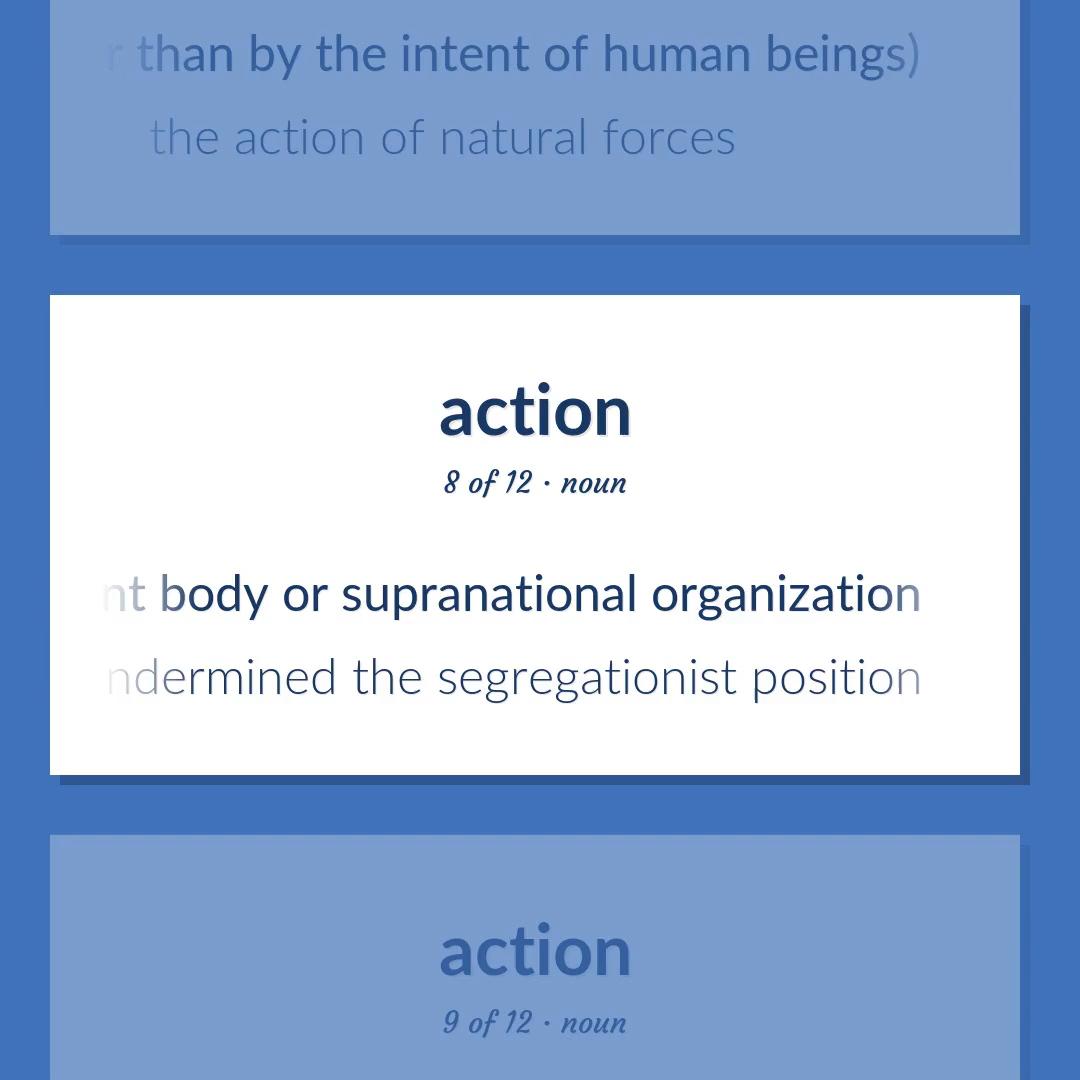 than by the intent of human beings)
the action of natural forces
action
8 of 12 · noun
body or supranational organization
the segregationist position
action
9 of 12 · noun